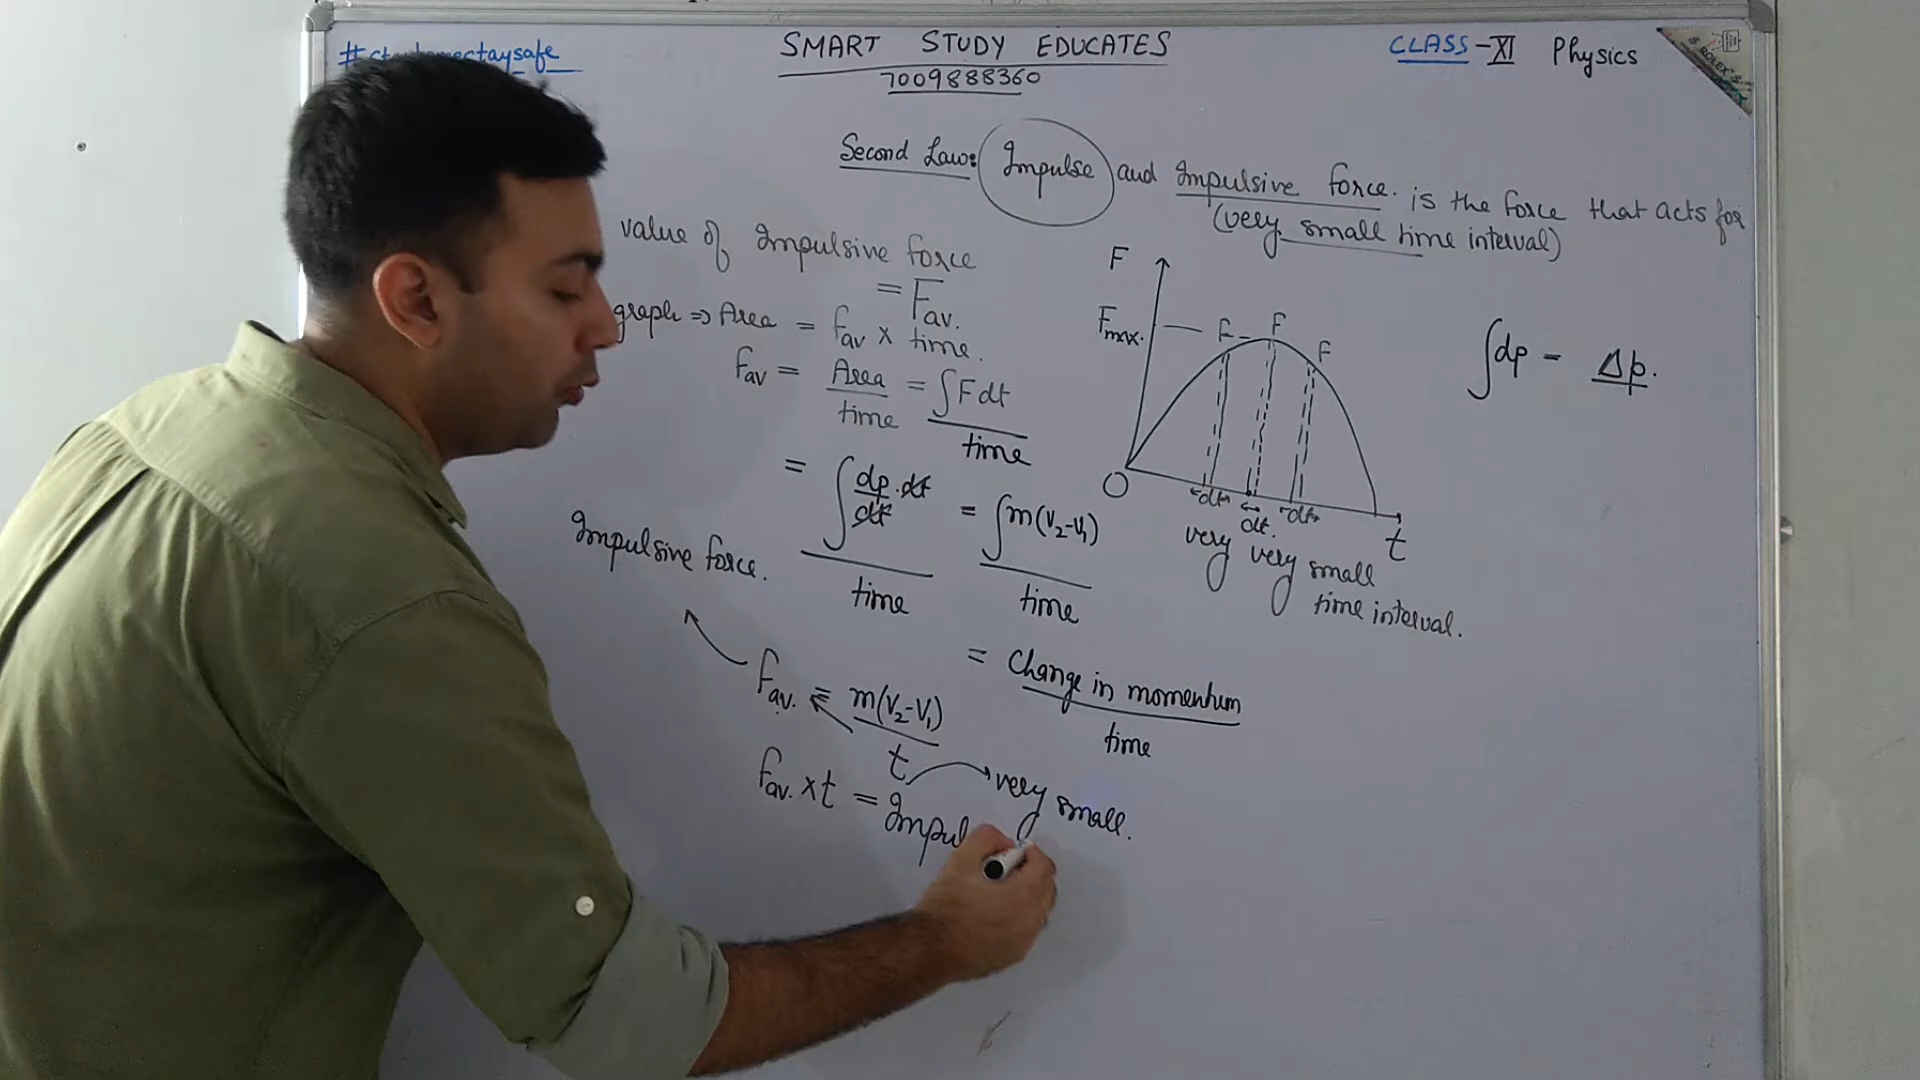 SMART STUDY EDUCATES
7009888360
CLASS-XI Physics
Second Law: Impulse and Impulsive force. is the force that acts for
(very small time interval)
value of Impulsive force
= Fav.
graph ⇒ Area = fav × time.
Fav = Area/time = ∫Fdt/time
= ∫dp/dt·dt/time = ∫m(V₂-V₁)/time
= Change in momentum/time
Impulsive force.
Fav. = m(V₂-V₁)/t
very small.
Fav. × t = Impul
F
Fmax.
F
F
F
O
dt
dt.
dt
t
very very small
time interval.
∫dp = Δp.